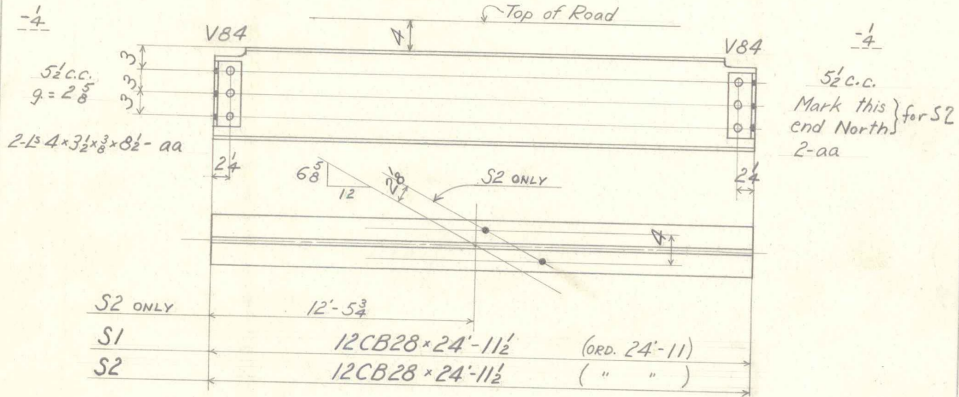 Top of Road
-1/4
V84
4
V84
-1/4
3
3
3
5 1/2 c.c.
g = 2 5/8
2-Ls 4×3 1/2×3/8×8 1/2 - aa
5 1/2 c.c.
Mark this
end North } for S2
2-aa
2 1/4
2 1/4
6 5/8
12
S2 ONLY
4
S2 ONLY
12'-5 3/4
S1
12CB28 × 24'-11 1/2
(ORD. 24'-11)
S2
12CB28 × 24'-11 1/2
( " " )